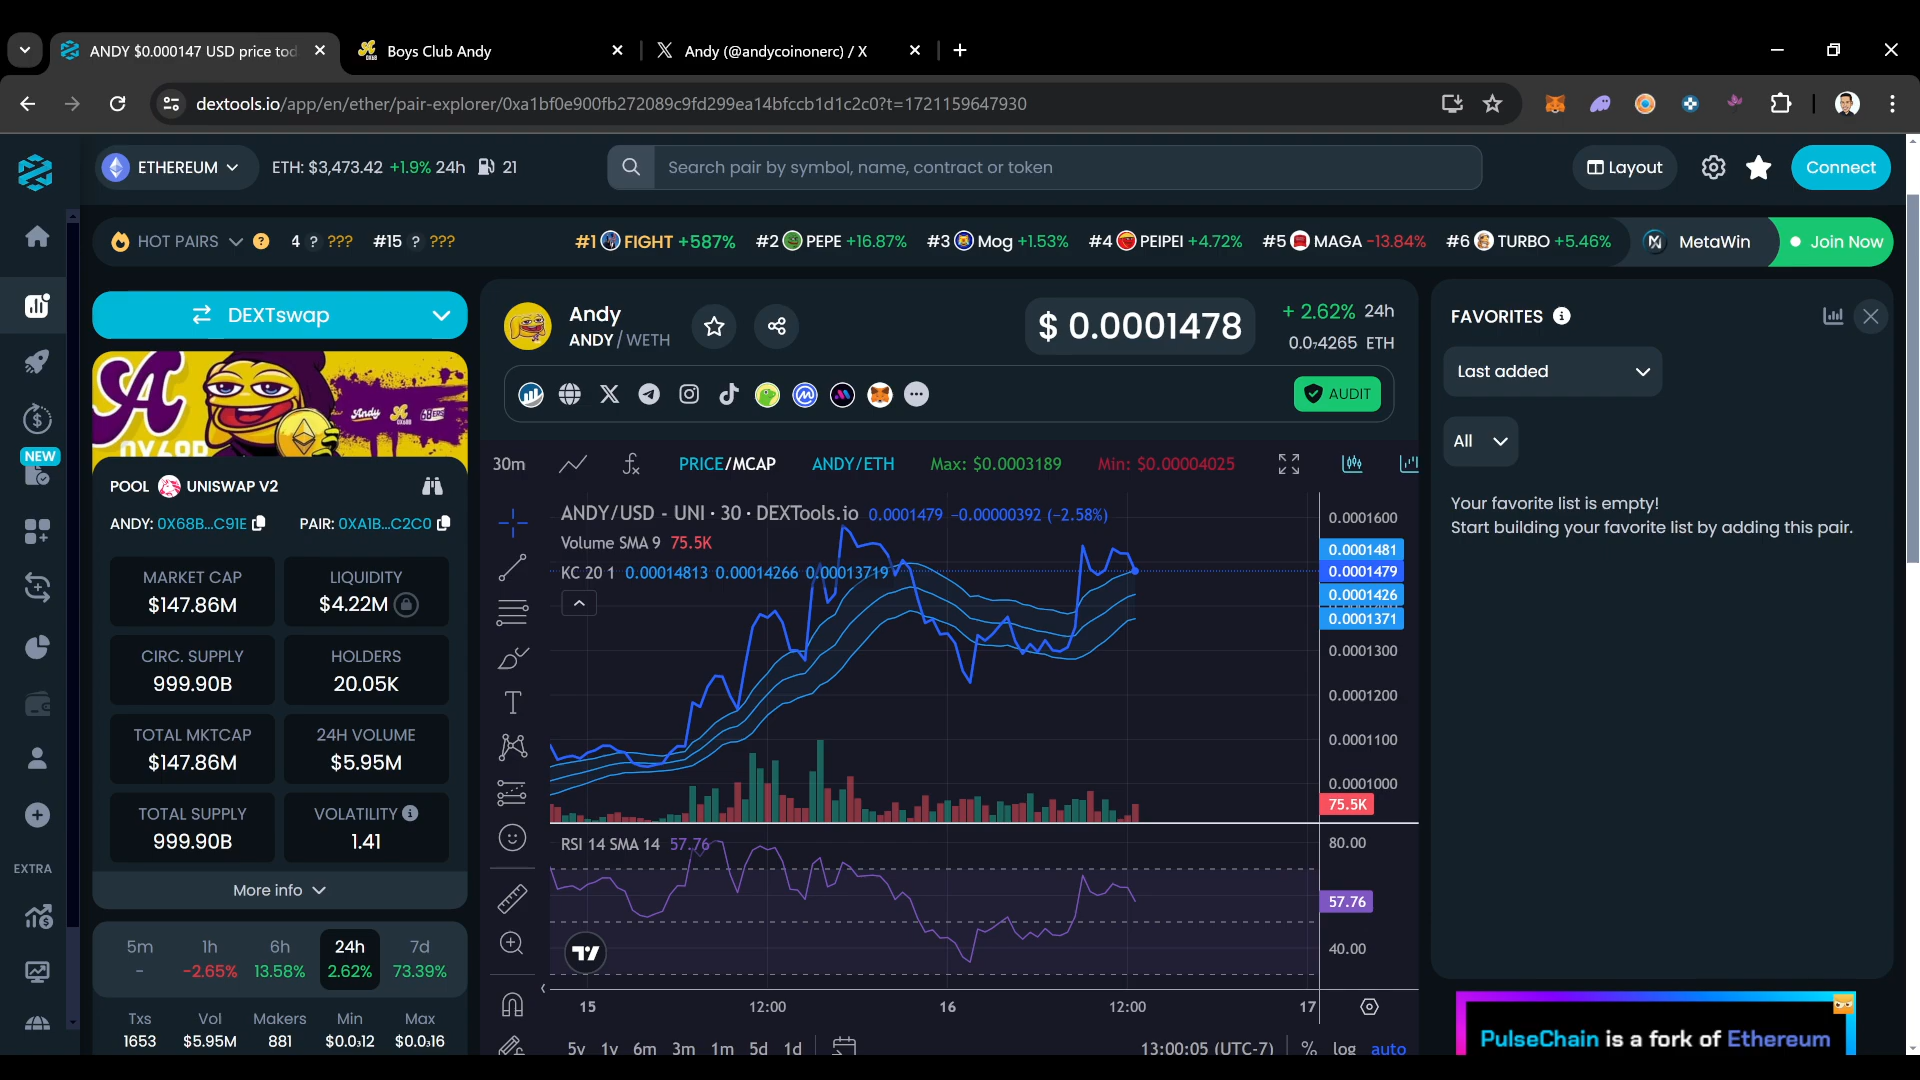 ANDY $0.000147 USD price tod
Boys Club Andy
Andy (@andycoinonerc) / X
dextools.io/app/en/ether/pair-explorer/0xa1bf0e900fb272089c9fd299ea14bfccb1d1c2c0?t=1721159647930
ETHEREUM
ETH: $3,473.42 +1.9% 24h 21
Search pair by symbol, name, contract or token
Layout
Connect
HOT PAIRS
4 ? ???
#15 ? ???
#1 FIGHT +587%
#2 PEPE +16.87%
#3 Mog +1.53%
#4 PEIPEI +4.72%
#5 MAGA -13.84%
#6 TURBO +5.46%
MetaWin
Join Now
DEXTswap
Andy
POOL UNISWAP V2
ANDY: 0X68B...C91E
PAIR: 0XA1B...C2C0
MARKET CAP
$147.86M
LIQUIDITY
$4.22M
CIRC. SUPPLY
999.90B
HOLDERS
20.05K
TOTAL MKTCAP
$147.86M
24H VOLUME
$5.95M
TOTAL SUPPLY
999.90B
VOLATILITY
1.41
More info
5m
-
1h
-2.65%
6h
13.58%
24h
2.62%
7d
73.39%
Txs
1653
Vol
$5.95M
Makers
881
Min
$0.0₃12
Max
$0.0₃16
NEW
EXTRA
Andy
ANDY / WETH
$ 0.0001478
+ 2.62% 24h
0.0₇4265 ETH
AUDIT
30m
PRICE/MCAP
ANDY/ETH
Max: $0.0003189
Min: $0.00004025
ANDY/USD - UNI · 30 · DEXTools.io 0.0001479 −0.00000392 (−2.58%)
Volume SMA 9 75.5K
KC 20 1 0.00014813 0.00014266 0.00013719
0.0001600
0.0001481
0.0001479
0.0001426
0.0001371
0.0001300
0.0001200
0.0001100
0.0001000
75.5K
RSI 14 SMA 14 57.76
80.00
57.76
40.00
15
12:00
16
12:00
17
5y 1y 6m 3m 1m 5d 1d
13:00:05 (UTC-7)
% log auto
FAVORITES
Last added
All
Your favorite list is empty!
Start building your favorite list by adding this pair.
PulseChain is a fork of Ethereum